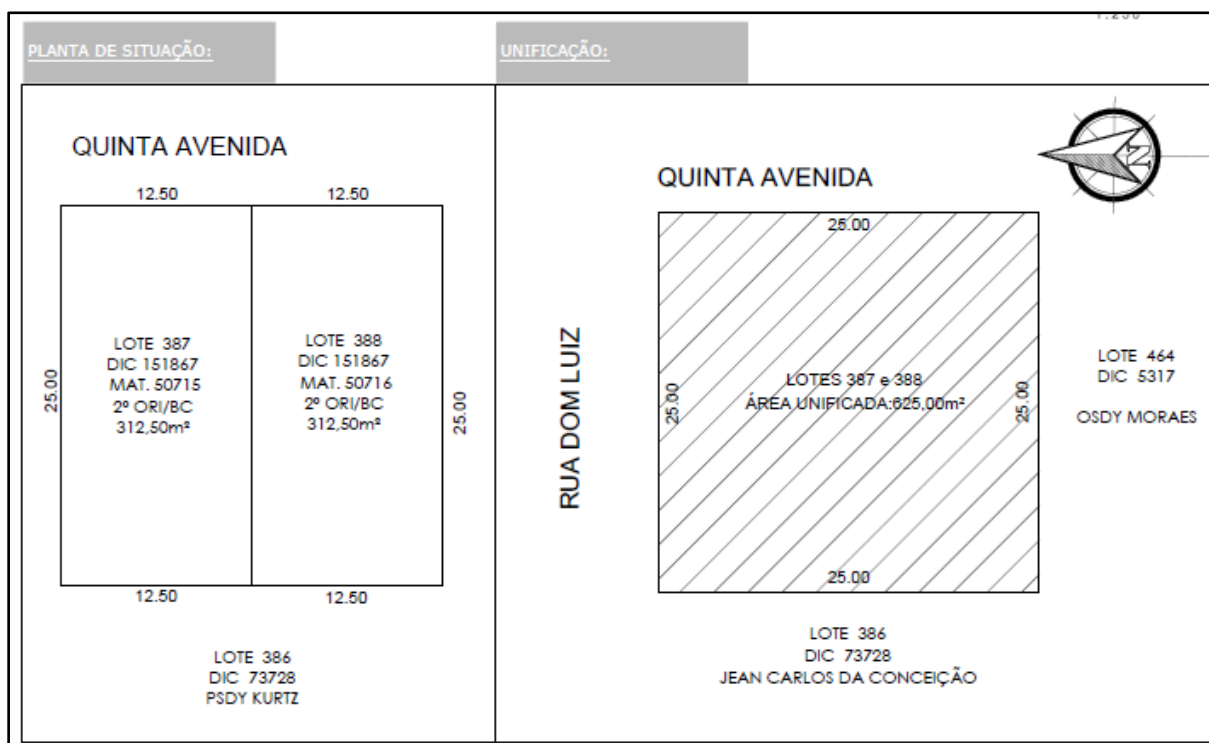 1:250
PLANTA DE SITUAÇÃO:
UNIFICAÇÃO:
QUINTA AVENIDA
12.50
12.50
LOTE 387
DIC 151867
MAT. 50715
2º ORI/BC
312,50m²
LOTE 388
DIC 151867
MAT. 50716
2º ORI/BC
312,50m²
25.00
25.00
12.50
12.50
LOTE 386
DIC 73728
PSDY KURTZ
QUINTA AVENIDA
N
RUA DOM LUIZ
25.00
25.00
LOTES 387 e 388
ÁREA UNIFICADA:625,00m²
25.00
25.00
LOTE 464
DIC 5317
OSDY MORAES
LOTE 386
DIC 73728
JEAN CARLOS DA CONCEIÇÃO